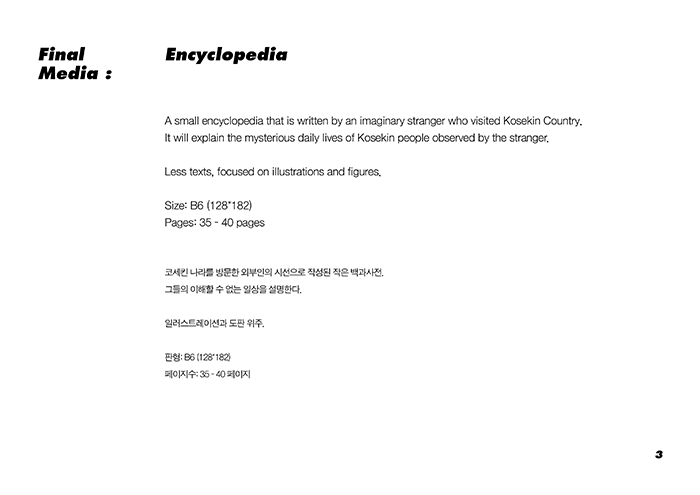 Final
Media :
Encyclopedia
A small encyclopedia that is written by an imaginary stranger who visited Kosekin Country.
It will explain the mysterious daily lives of Kosekin people observed by the stranger.
Less texts, focused on illustrations and figures.
Size: B6 (128*182)
Pages: 35 - 40 pages
코세킨 나라를 방문한 외부인의 시선으로 작성된 작은 백과사전.
그들의 이해할 수 없는 일상을 설명한다.
일러스트레이션과 도판 위주.
판형: B6 (128*182)
페이지수: 35 - 40 페이지
3